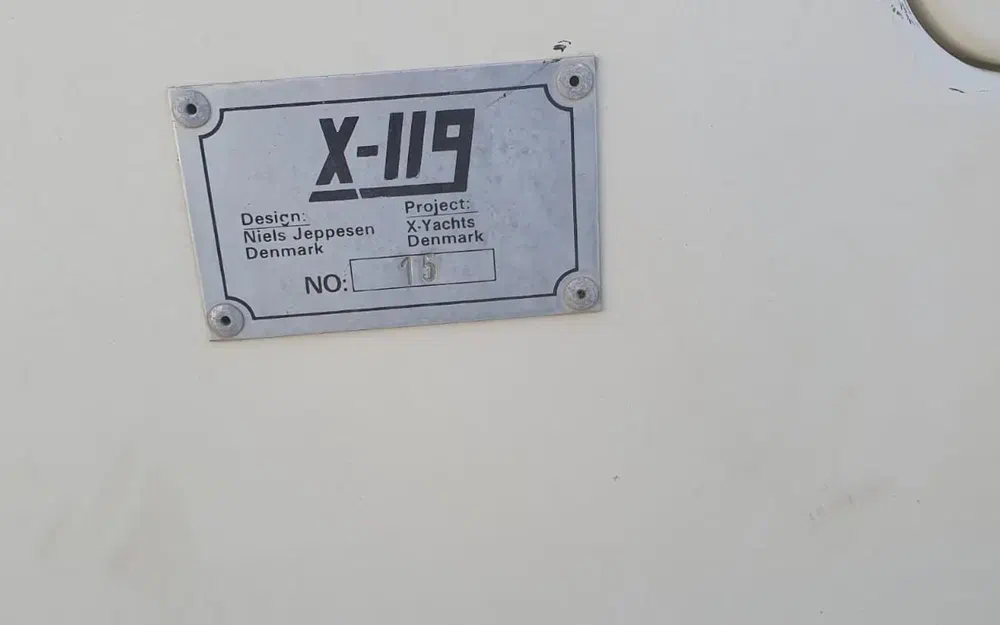 X-119
Design:
Niels Jeppesen
Denmark
Project:
X-Yachts
Denmark
NO: 15